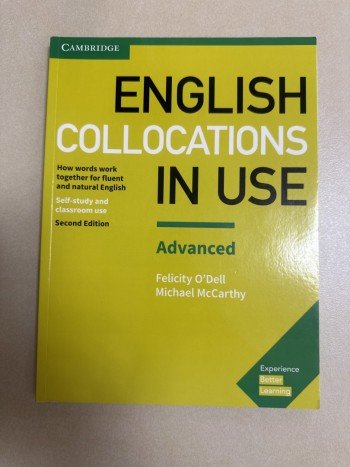 CAMBRIDGE
ENGLISH
COLLOCATIONS
IN USE
How words work
together for fluent
and natural English
Self-study and
classroom use
Second Edition
Advanced
Felicity O'Dell
Michael McCarthy
Experience
Better
Learning